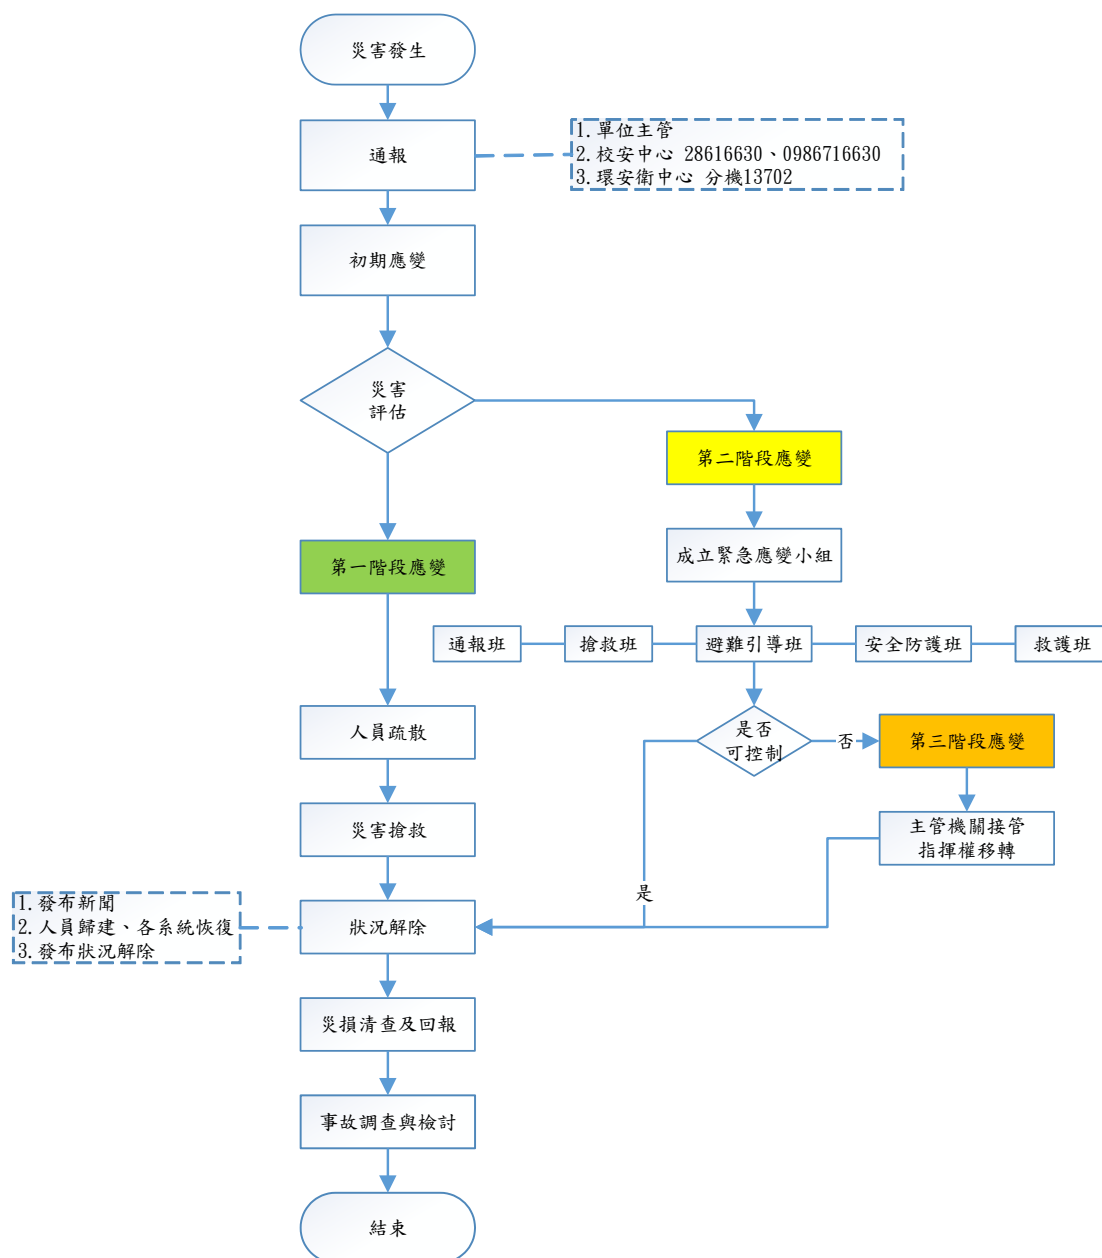 災害發生
通報
1.單位主管
2.校安中心 28616630、0986716630
3.環安衛中心 分機13702
初期應變
災害
評估
第二階段應變
成立緊急應變小組
第一階段應變
通報班
搶救班
避難引導班
安全防護班
救護班
人員疏散
是否
可控制
否
第三階段應變
災害搶救
主管機關接管
指揮權移轉
是
1.發布新聞
2.人員歸建、各系統恢復
3.發布狀況解除
狀況解除
災損清查及回報
事故調查與檢討
結束